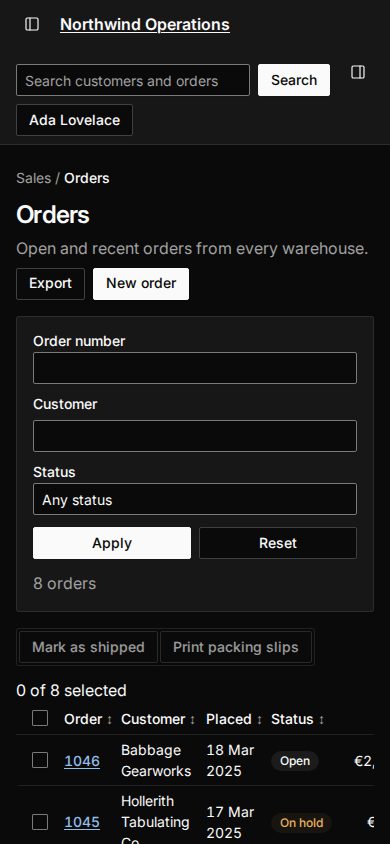 Northwind Operations
Search customers and orders
Search
Ada Lovelace
Sales / Orders
Orders
Open and recent orders from every warehouse.
Export
New order
Order number
Customer
Status
Any status
Apply
Reset
8 orders
Mark as shipped
Print packing slips
0 of 8 selected
Order ↕ Customer ↕ Placed ↕ Status ↕
1046
Babbage
Gearworks
18 Mar
2025
Open
€2,
1045
Hollerith
Tabulating
Co
17 Mar
2025
On hold
€